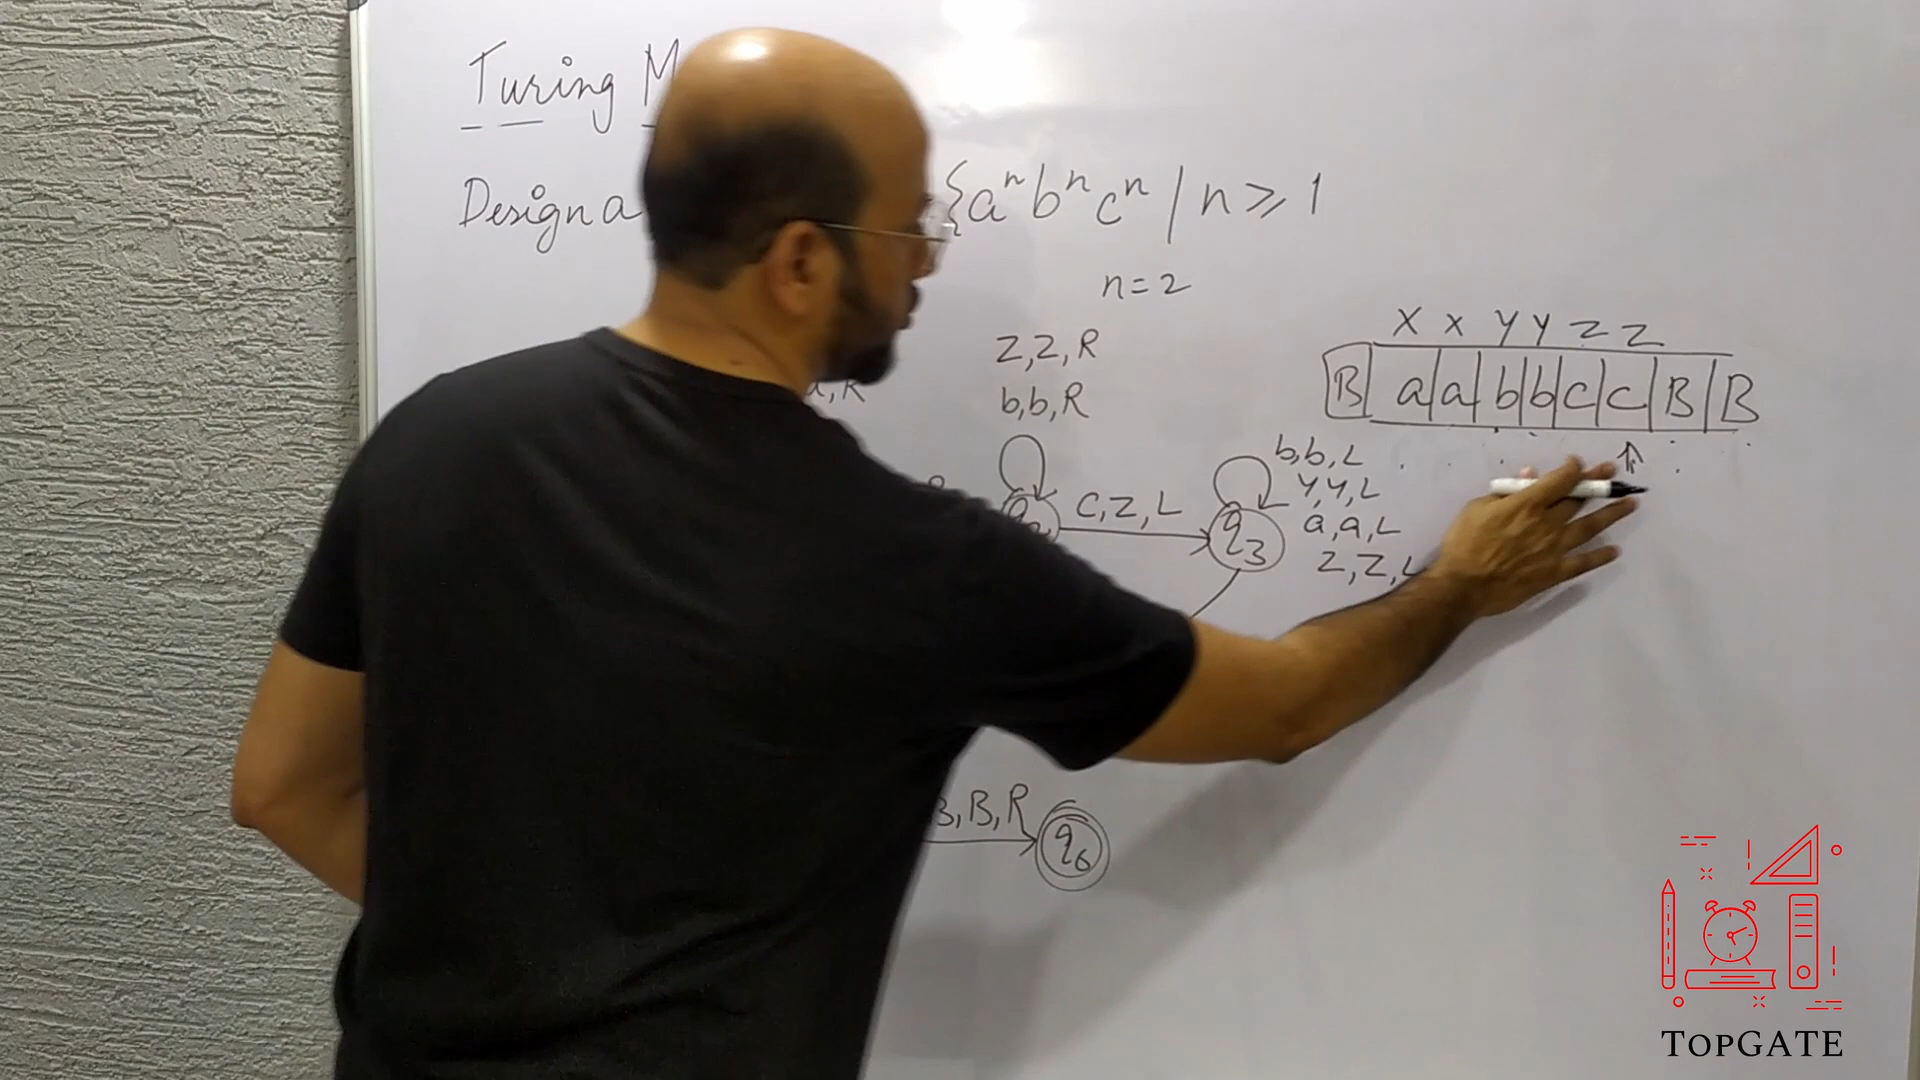 Turing M
Design a {aⁿbⁿcⁿ | n ≥ 1
n = 2
X X Y Y Z Z
B a a b b c c B B
Z,Z,R
b,b,R
a,R
C,Z,L
q3
b,b,L
Y,Y,L
a,a,L
Z,Z,L
B,B,R
q6
TOPGATE